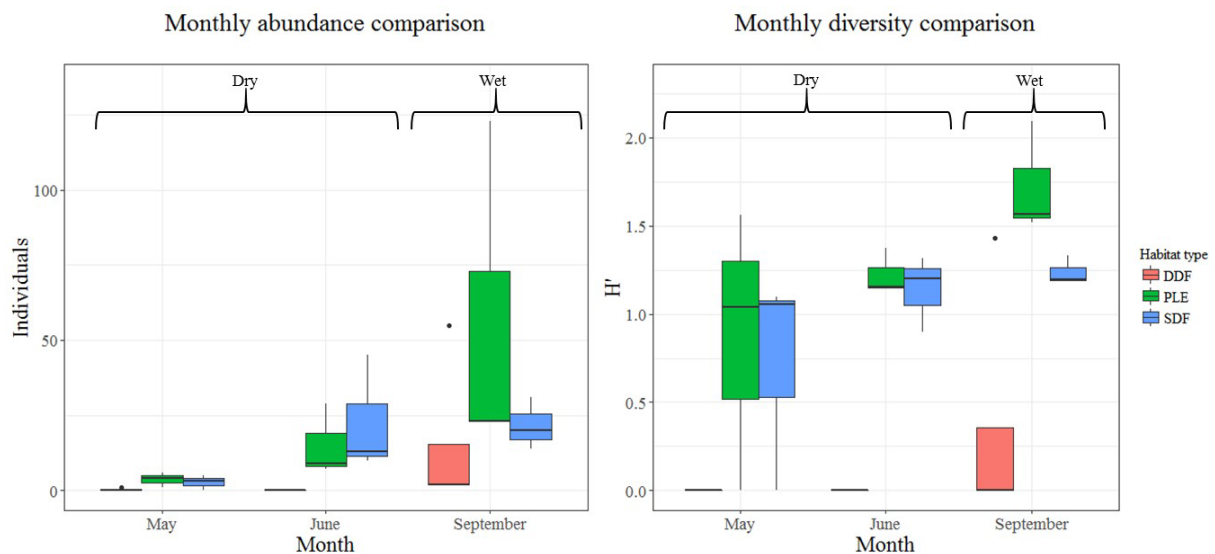 Monthly abundance comparison
Dry
Wet
100
50
0
Individuals
May
June
September
Month
Monthly diversity comparison
Dry
Wet
2.0
1.5
1.0
0.5
0.0
H'
May
June
September
Month
Habitat type
DDF
PLE
SDF